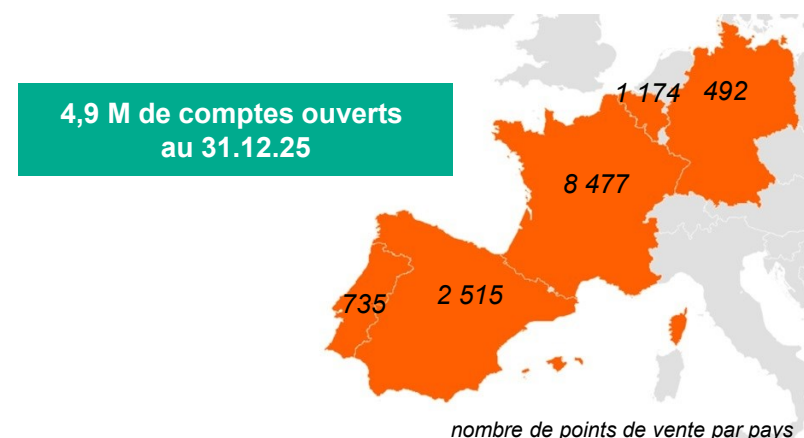 4,9 M de comptes ouverts
au 31.12.25
1 174
492
8 477
735
2 515
nombre de points de vente par pays